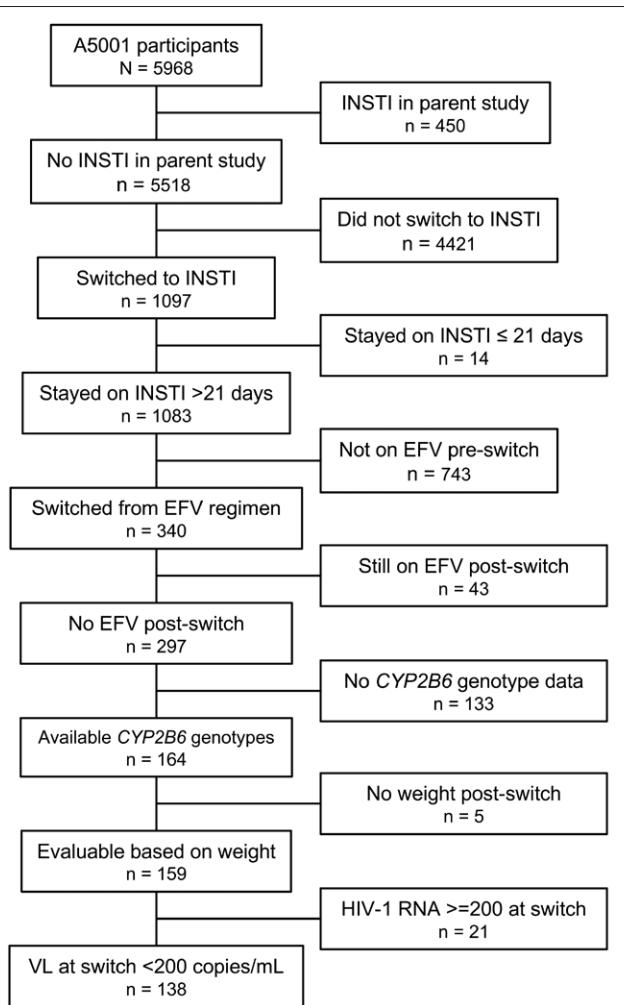 A5001 participants
N = 5968
INSTI in parent study
n = 450
No INSTI in parent study
n = 5518
Did not switch to INSTI
n = 4421
Switched to INSTI
n = 1097
Stayed on INSTI ≤ 21 days
n = 14
Stayed on INSTI >21 days
n = 1083
Not on EFV pre-switch
n = 743
Switched from EFV regimen
n = 340
Still on EFV post-switch
n = 43
No EFV post-switch
n = 297
No CYP2B6 genotype data
n = 133
Available CYP2B6 genotypes
n = 164
No weight post-switch
n = 5
Evaluable based on weight
n = 159
HIV-1 RNA >=200 at switch
n = 21
VL at switch <200 copies/mL
n = 138